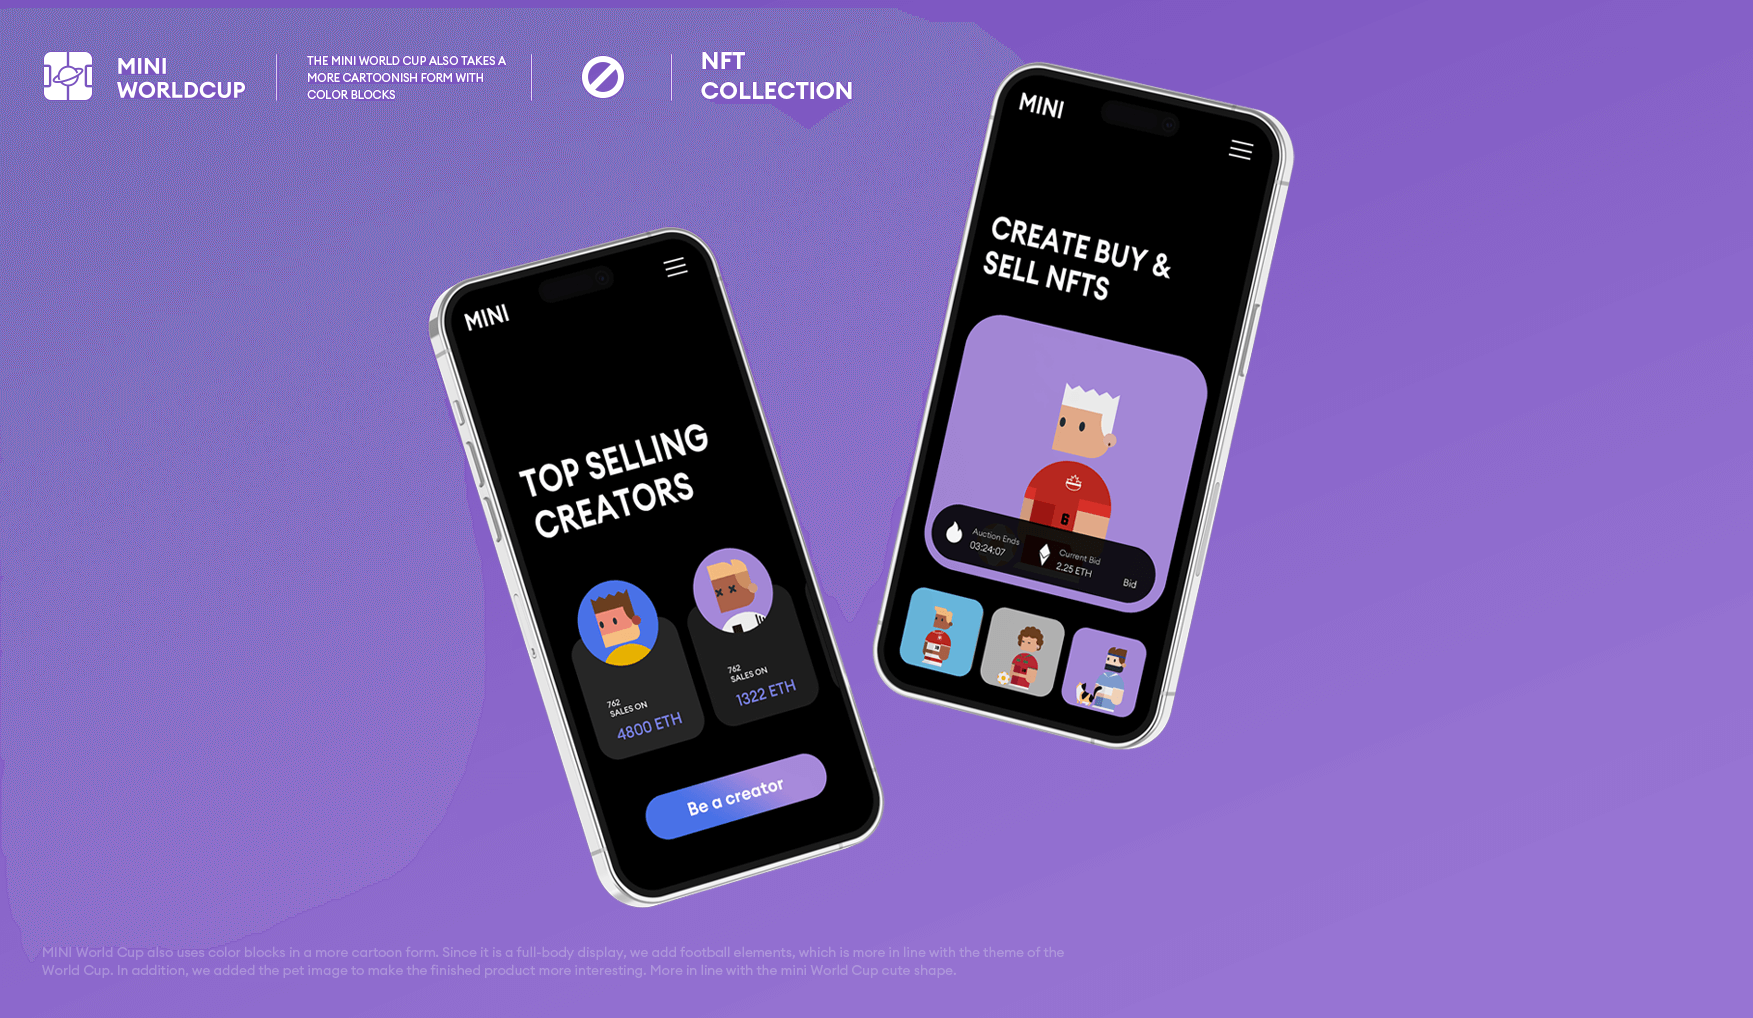 MINI
WORLDCUP
THE MINI WORLD CUP ALSO TAKES A
MORE CARTOONISH FORM WITH
COLOR BLOCKS
NFT
COLLECTION
MINI
TOP SELLING
CREATORS
762
SALES ON
4800 ETH
762
SALES ON
1322 ETH
Be a creator
MINI
CREATE BUY &
SELL NFTS
6
Auction Ends
03:24:07
Current Bid
2.25 ETH
Bid
MINI World Cup also uses color blocks in a more cartoon form. Since it is a full-body display, we add football elements, which is more in line with the theme of the
World Cup. In addition, we added the pet image to make the finished product more interesting. More in line with the mini World Cup cute shape.